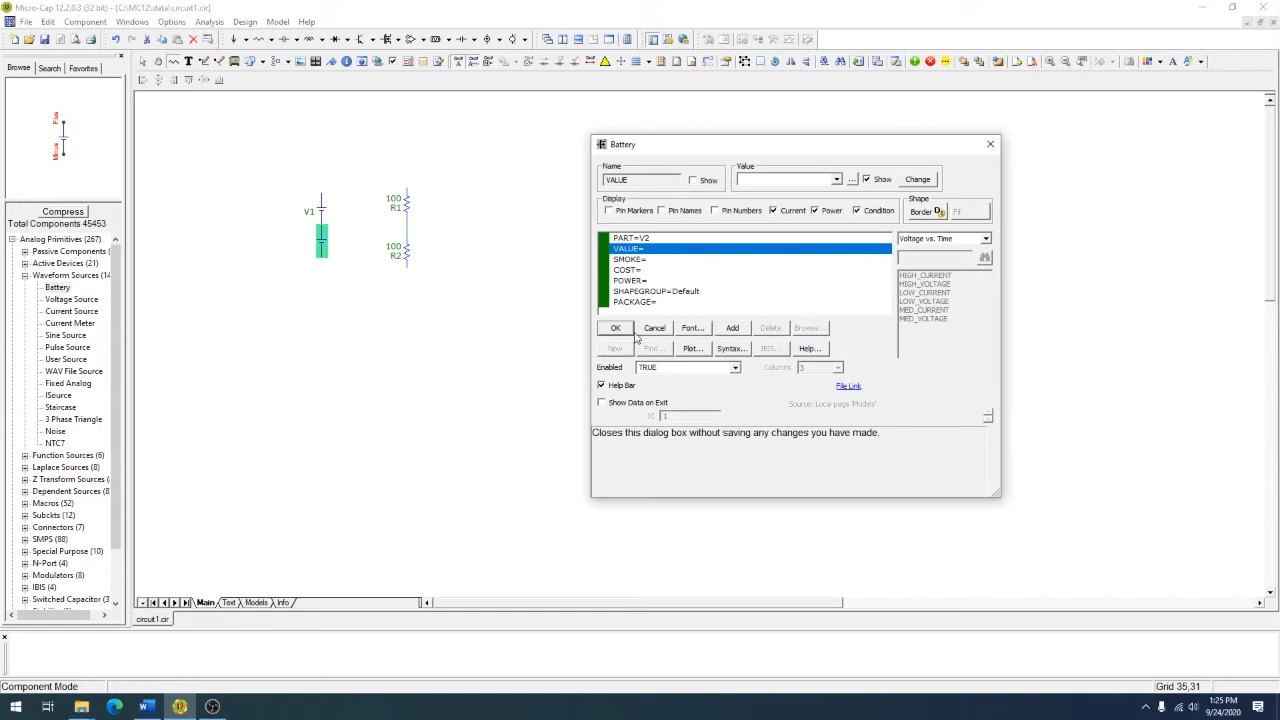 Micro-Cap 12.2.0.3 (32 bit) - [C:\MC12\data\circuit1.cir]
File Edit Component Windows Options Analysis Design Model Help
Browse Search Favorites
Plus
Minus
Compress
Total Components 45453
Analog Primitives (267)
Passive Components
Active Devices (21)
Waveform Sources (14
Battery
Voltage Source
Current Source
Current Meter
Sine Source
Pulse Source
User Source
WAV File Source
Fixed Analog
ISource
Staircase
3 Phase Triangle
Noise
NTC7
Function Sources (6)
Laplace Sources (8)
Z Transform Sources (
Dependent Sources (8
Macros (52)
Subckts (12)
Connectors (7)
SMPS (88)
Special Purpose (10)
N-Port (4)
Modulators (8)
IBIS (4)
Switched Capacitor (3
V1
100
R1
100
R2
Battery
Name
VALUE
Show
Value
... Show Change
Display
Pin Markers Pin Names Pin Numbers Current Power Condition
Shape
Border
Fill
PART=V2
VALUE=
SMOKE=
COST=
POWER=
SHAPEGROUP=Default
PACKAGE=
Voltage vs. Time
HIGH_CURRENT
HIGH_VOLTAGE
LOW_CURRENT
LOW_VOLTAGE
MED_CURRENT
MED_VOLTAGE
OK Cancel Font... Add Delete Browse...
New Find... Plot... Syntax... IBIS... Help...
Enabled TRUE Columns 3
Help Bar File Link
Show Data on Exit Source: Local page 'Models'
VI 1
Closes this dialog box without saving any changes you have made.
Main Text Models Info
circuit1.cir
Component Mode Grid 35,31
1:25 PM
9/24/2020